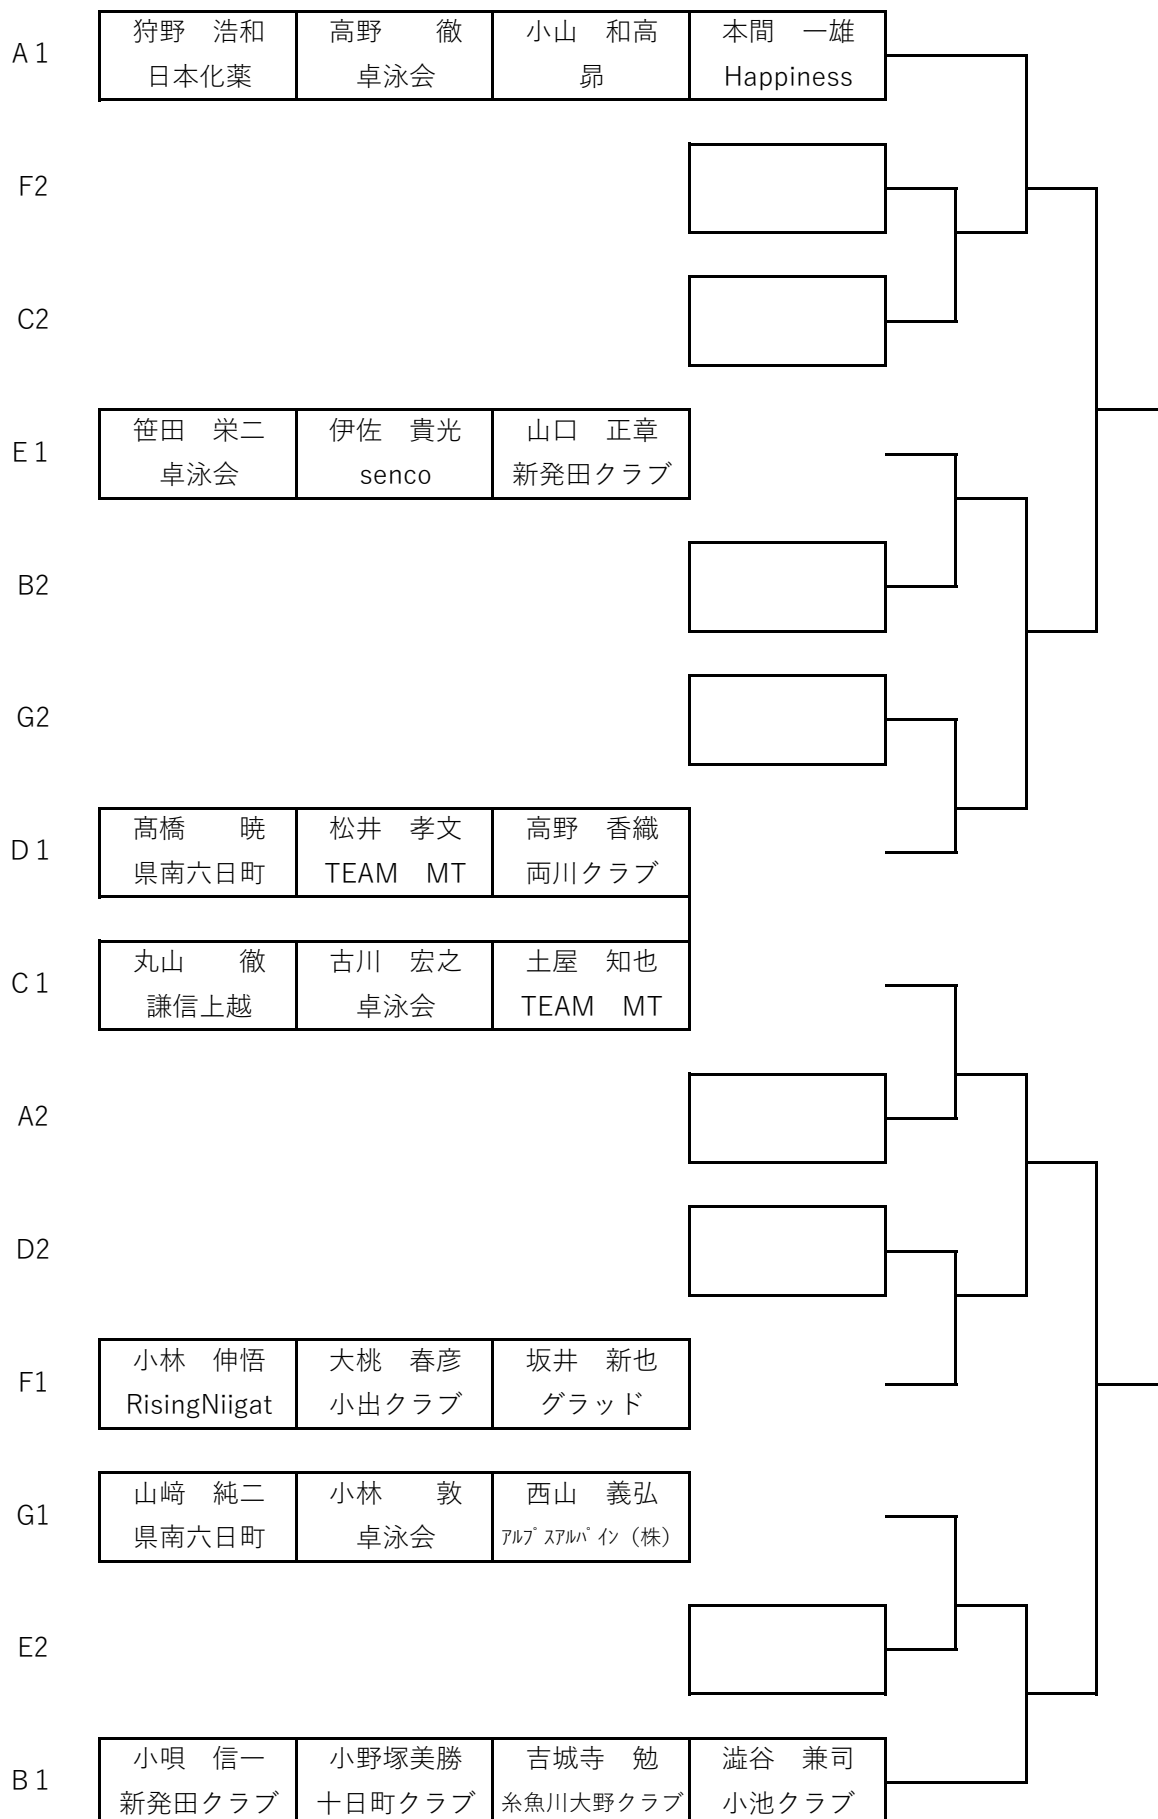 A 1 狩野　浩和 高野　　徹 小山　和高 本間　一雄
日本化薬 卓泳会 昴 Happiness
F2
C2
E 1 笹田　栄二 伊佐　貴光 山口　正章
卓泳会 senco 新発田クラブ
B2
G2
D 1 髙橋　　暁 松井　孝文 高野　香織
県南六日町 TEAM　MT 両川クラブ
C 1 丸山　　徹 古川　宏之 土屋　知也
謙信上越 卓泳会 TEAM　MT
A2
D2
F1 小林　伸悟 大桃　春彦 坂井　新也
RisingNiigat 小出クラブ グラッド
G1 山﨑　純二 小林　　敦 西山　義弘
県南六日町 卓泳会 ｱﾙﾌﾟｽｱﾙﾊﾟｲﾝ（株）
E2
B 1 小唄　信一 小野塚美勝 吉城寺　勉 澁谷　兼司
新発田クラブ 十日町クラブ 糸魚川大野クラブ 小池クラブ